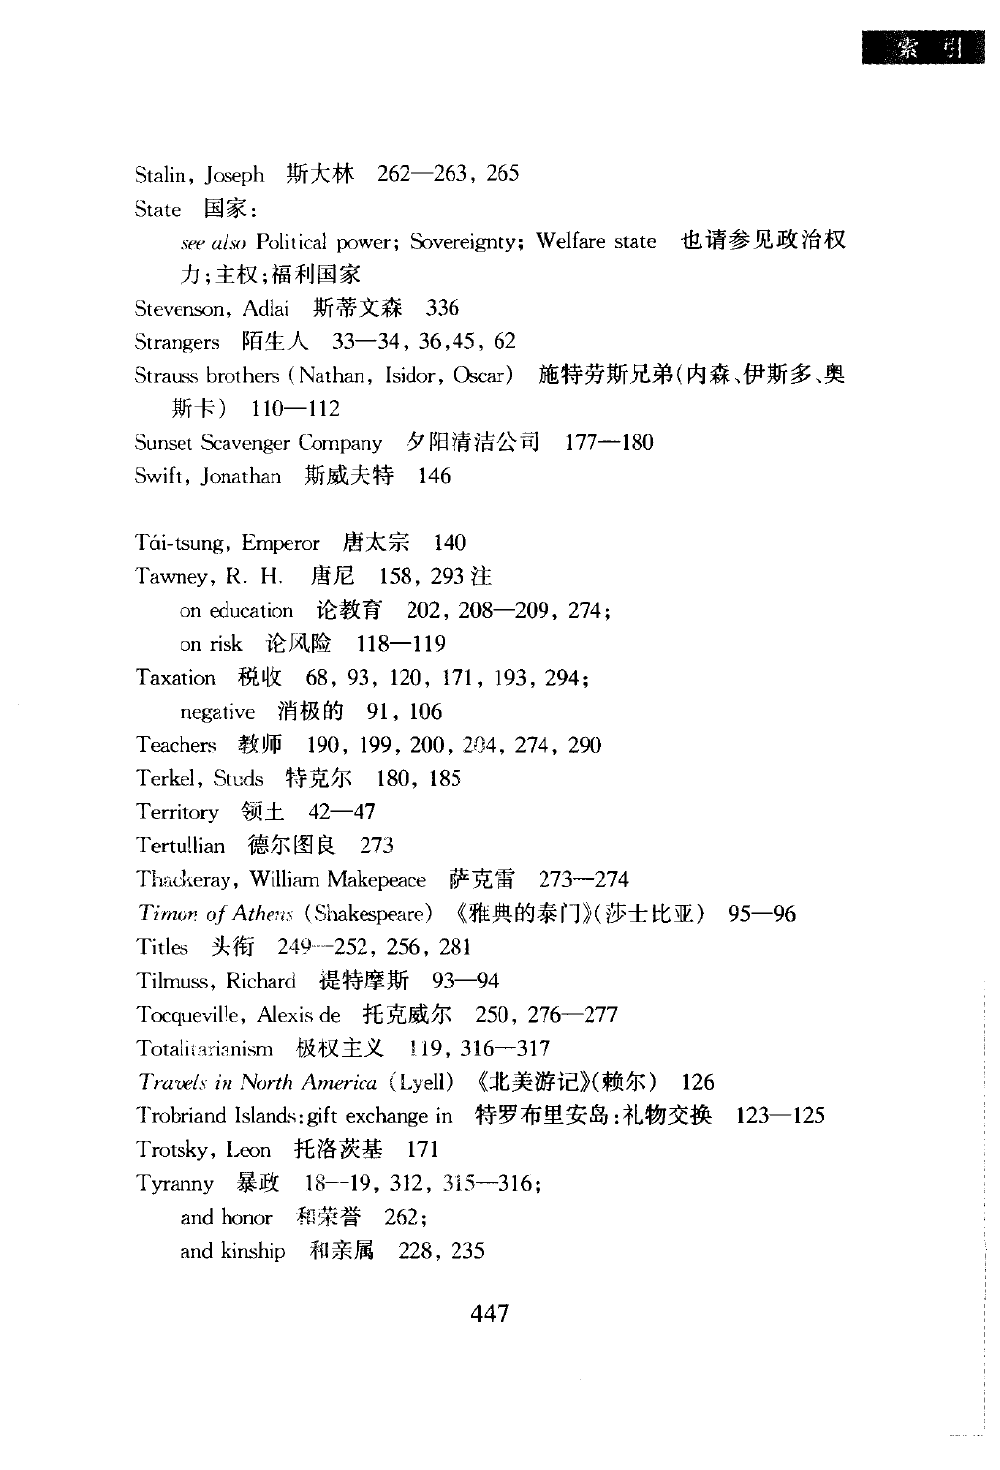 索 引
Stalin, Joseph 斯大林 262—263, 265
State 国家:
see also Political power; Sovereignty; Welfare state 也请参见政治权
力;主权;福利国家
Stevenson, Adlai 斯蒂文森 336
Strangers 陌生人 33—34, 36,45, 62
Strauss brothers (Nathan, Isidor, Oscar) 施特劳斯兄弟(内森、伊斯多、奥
斯卡) 110—112
Sunset Scavenger Company 夕阳清洁公司 177—180
Swift, Jonathan 斯威夫特 146
Tái-tsung, Emperor 唐太宗 140
Tawney, R. H. 唐尼 158, 293注
on education 论教育 202, 208—209, 274;
on risk 论风险 118—119
Taxation 税收 68, 93, 120, 171, 193, 294;
negative 消极的 91, 106
Teachers 教师 190, 199, 200, 204, 274, 290
Terkel, Studs 特克尔 180, 185
Territory 领土 42—47
Tertullian 德尔图良 273
Thackeray, William Makepeace 萨克雷 273—274
Timon of Athens (Shakespeare) 《雅典的泰门》(莎士比亚) 95—96
Titles 头衔 249—252, 256, 281
Tilmuss, Richard 提特摩斯 93—94
Tocqueville, Alexis de 托克威尔 250, 276—277
Totalitarianism 极权主义 119, 316—317
Travels in North America (Lyell) 《北美游记》(赖尔) 126
Trobriand Islands:gift exchange in 特罗布里安岛:礼物交换 123—125
Trotsky, Leon 托洛茨基 171
Tyranny 暴政 18—19, 312, 315—316;
and honor 和荣誉 262;
and kinship 和亲属 228, 235
447